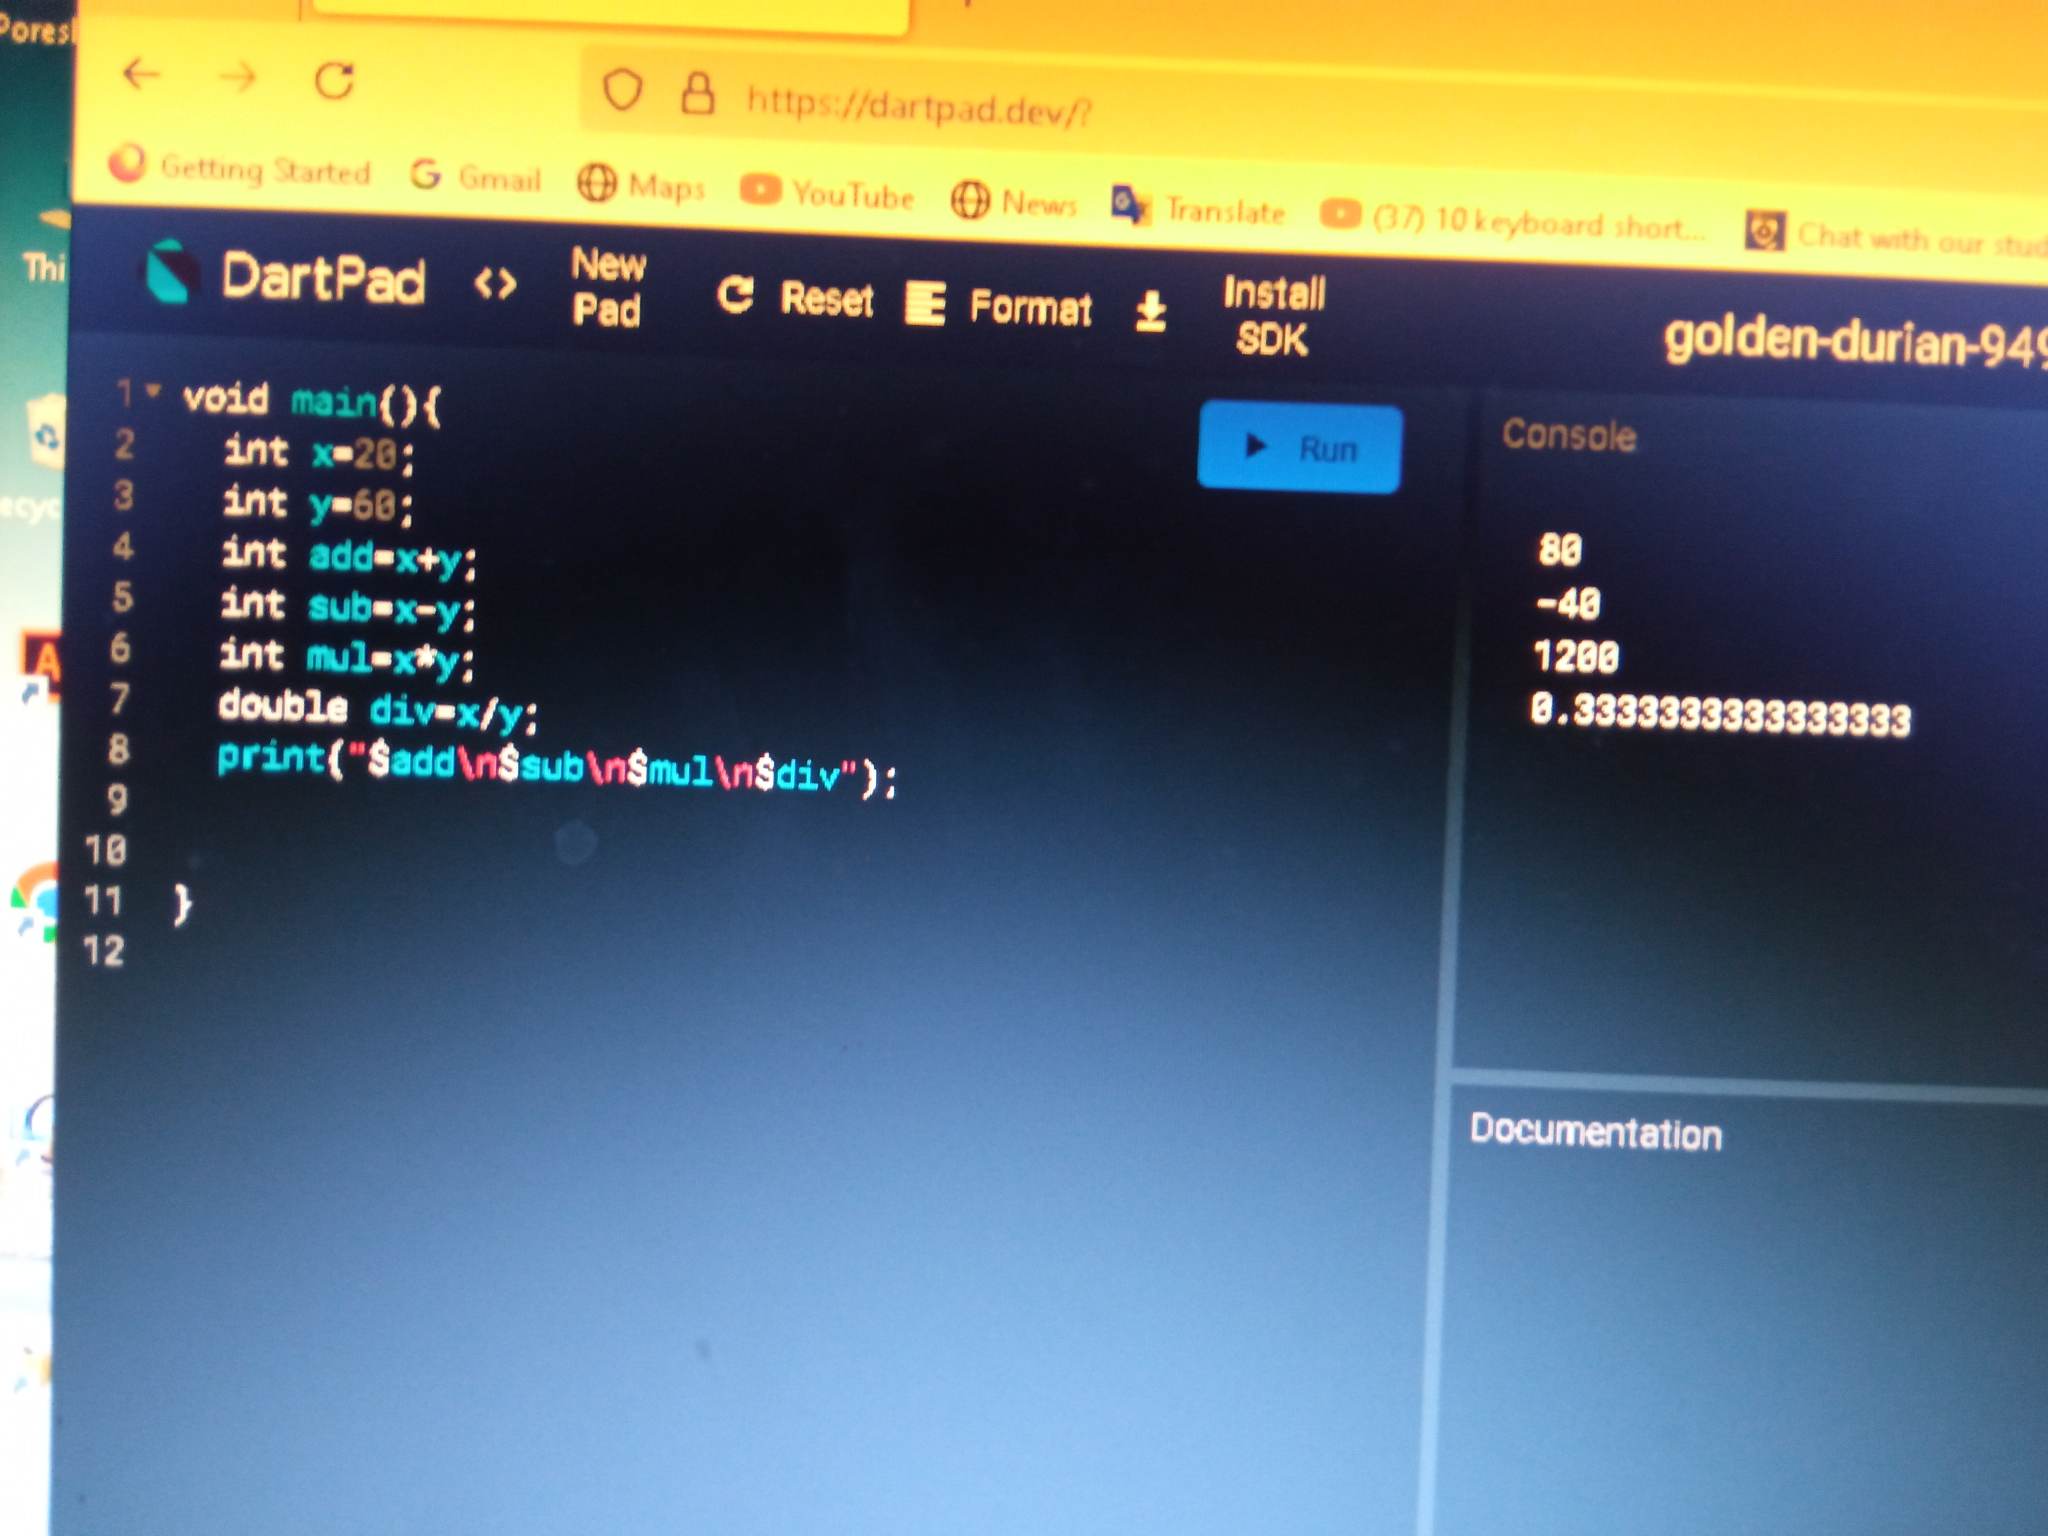 https://dartpad.dev/?
Getting Started Gmail Maps YouTube News Translate (37) 10 keyboard short... Chat with our stud
Thi
DartPad <> New Pad Reset Format Install SDK golden-durian-949
Run
Console
1 void main(){
2 int x=20;
3 int y=60;
4 int add=x+y;
5 int sub=x-y;
6 int mul=x*y;
7 double div=x/y;
8 print("$add\n$sub\n$mul\n$div");
9
10
11 }
12
80
-40
1200
0.3333333333333333
Documentation